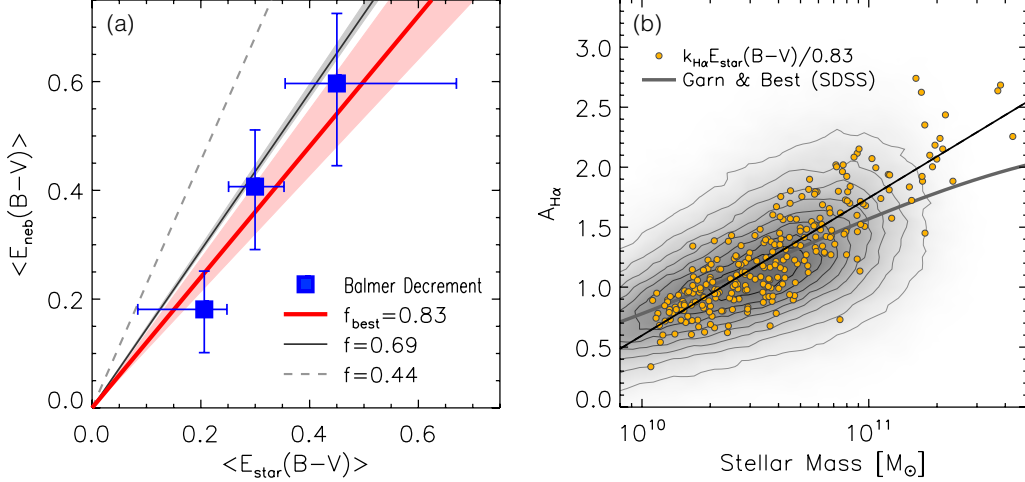 (a)
0.6
0.4
0.2
0.0
<E_neb(B−V)>
Balmer Decrement
f_best=0.83
f=0.69
f=0.44
0.0 0.2 0.4 0.6
<E_star(B−V)>
(b)
k_HαE_star(B−V)/0.83
Garn & Best (SDSS)
3.0
2.5
2.0
1.5
1.0
0.5
0.0
A_Hα
10^10 10^11
Stellar Mass [M_⊙]